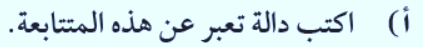 أ) اكتب دالة تعبر عن هذه المتتابعة.